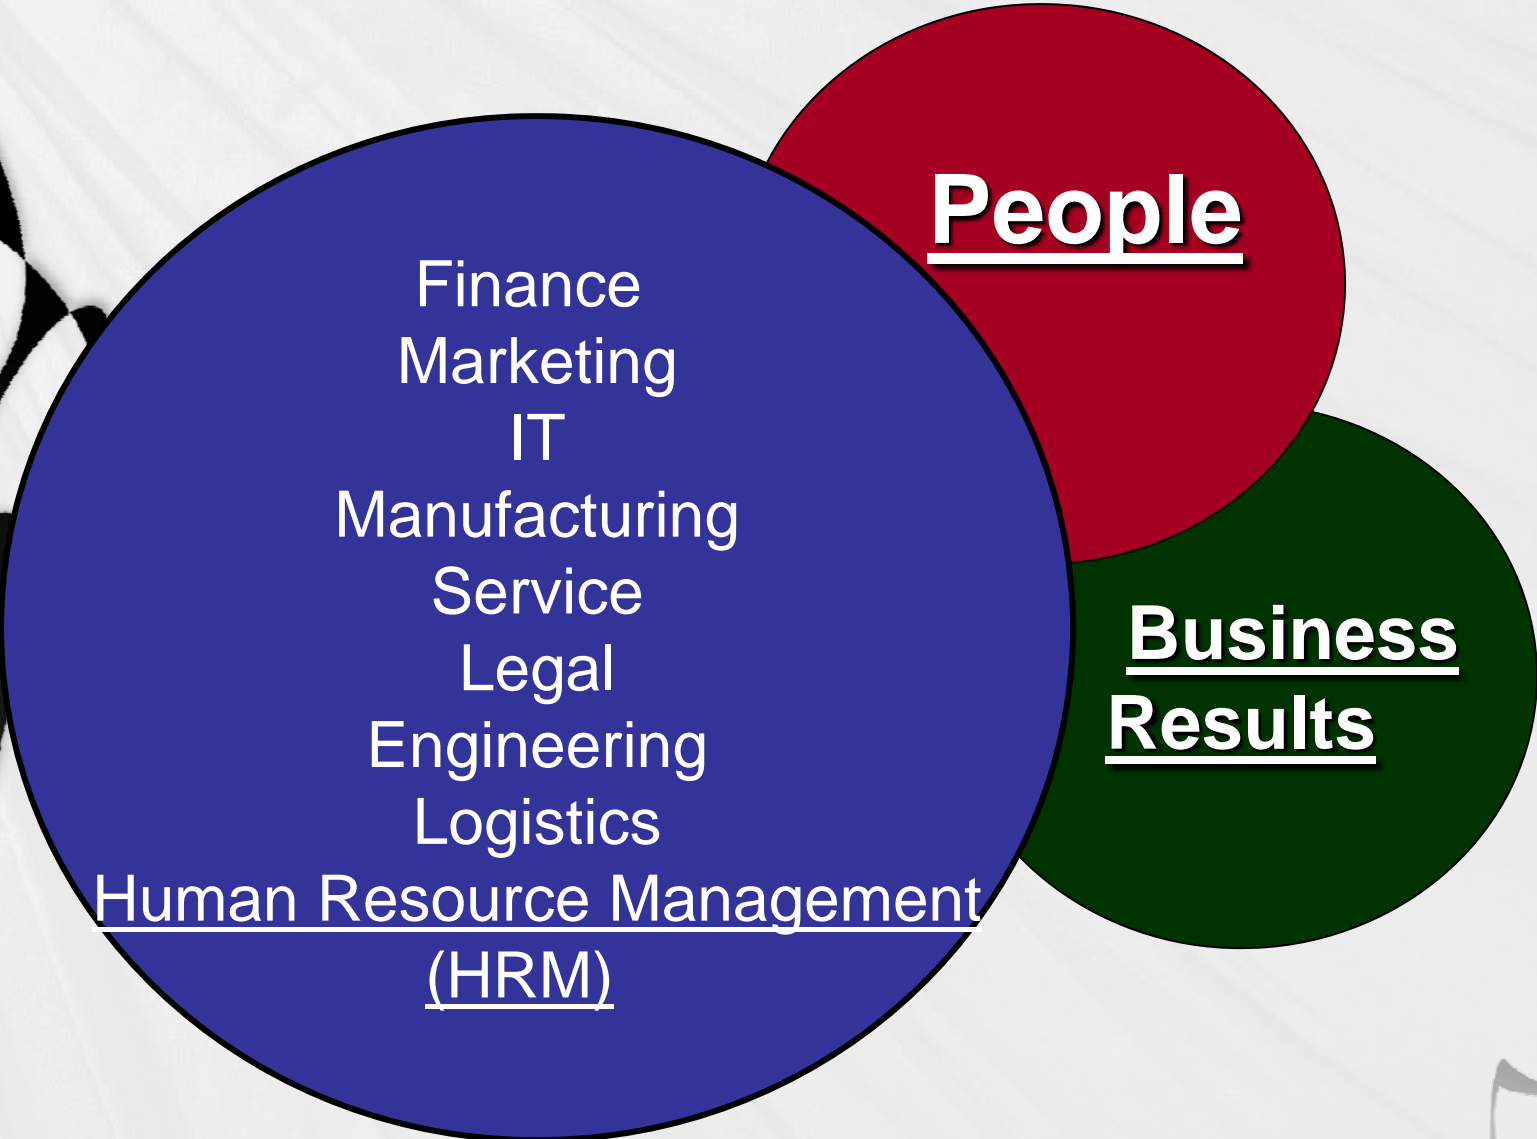 People
Finance
Marketing
IT
Manufacturing
Service
Legal
Engineering
Logistics
Human Resource Management
(HRM)
Business
Results